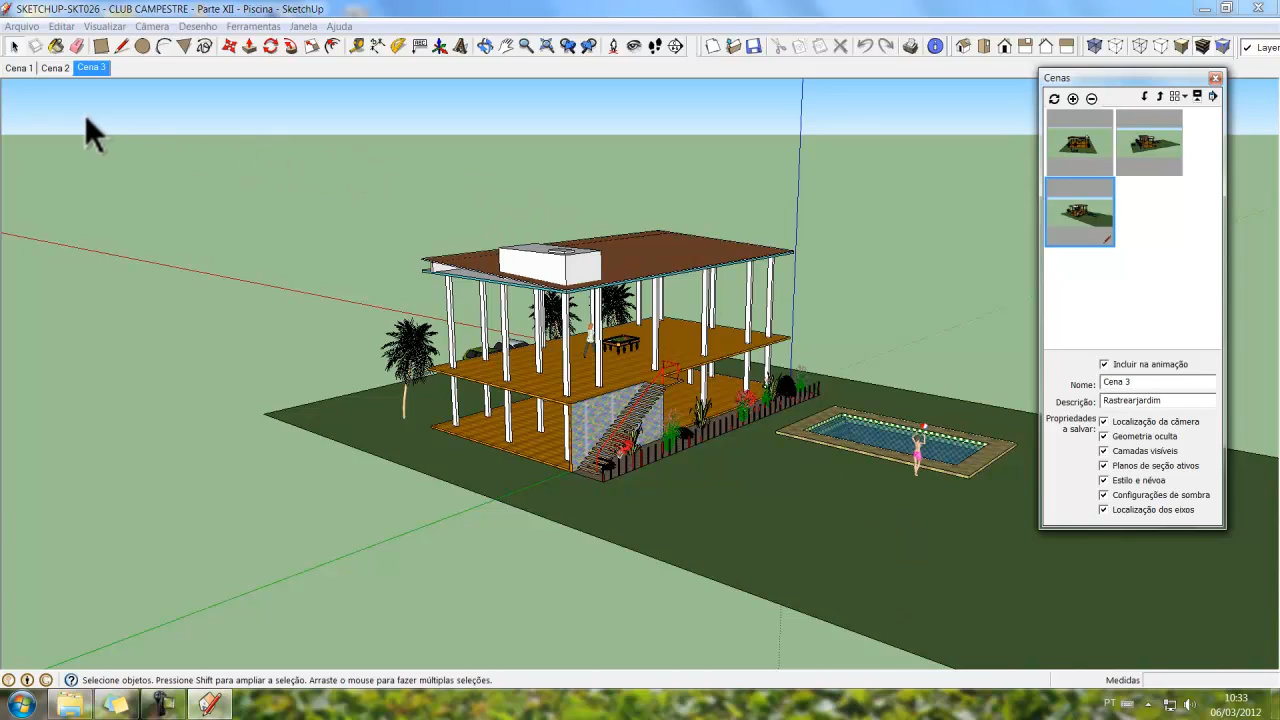 SKETCHUP-SKT026 - CLUB CAMPESTRE - Parte XII - Piscina - SketchUp
Arquivo Editar Visualizar Câmera Desenho Ferramentas Janela Ajuda
Layer
Cena 1 Cena 2 Cena 3
Cenas
Incluir na animação
Nome: Cena 3
Descrição: Rastrearjardim
Propriedades a salvar:
Localização da câmera
Geometria oculta
Camadas visíveis
Planos de seção ativos
Estilo e névoa
Configurações de sombra
Localização dos eixos
Selecione objetos. Pressione Shift para ampliar a seleção. Arraste o mouse para fazer múltiplas seleções.
Medidas
PT
10:33
06/03/2012